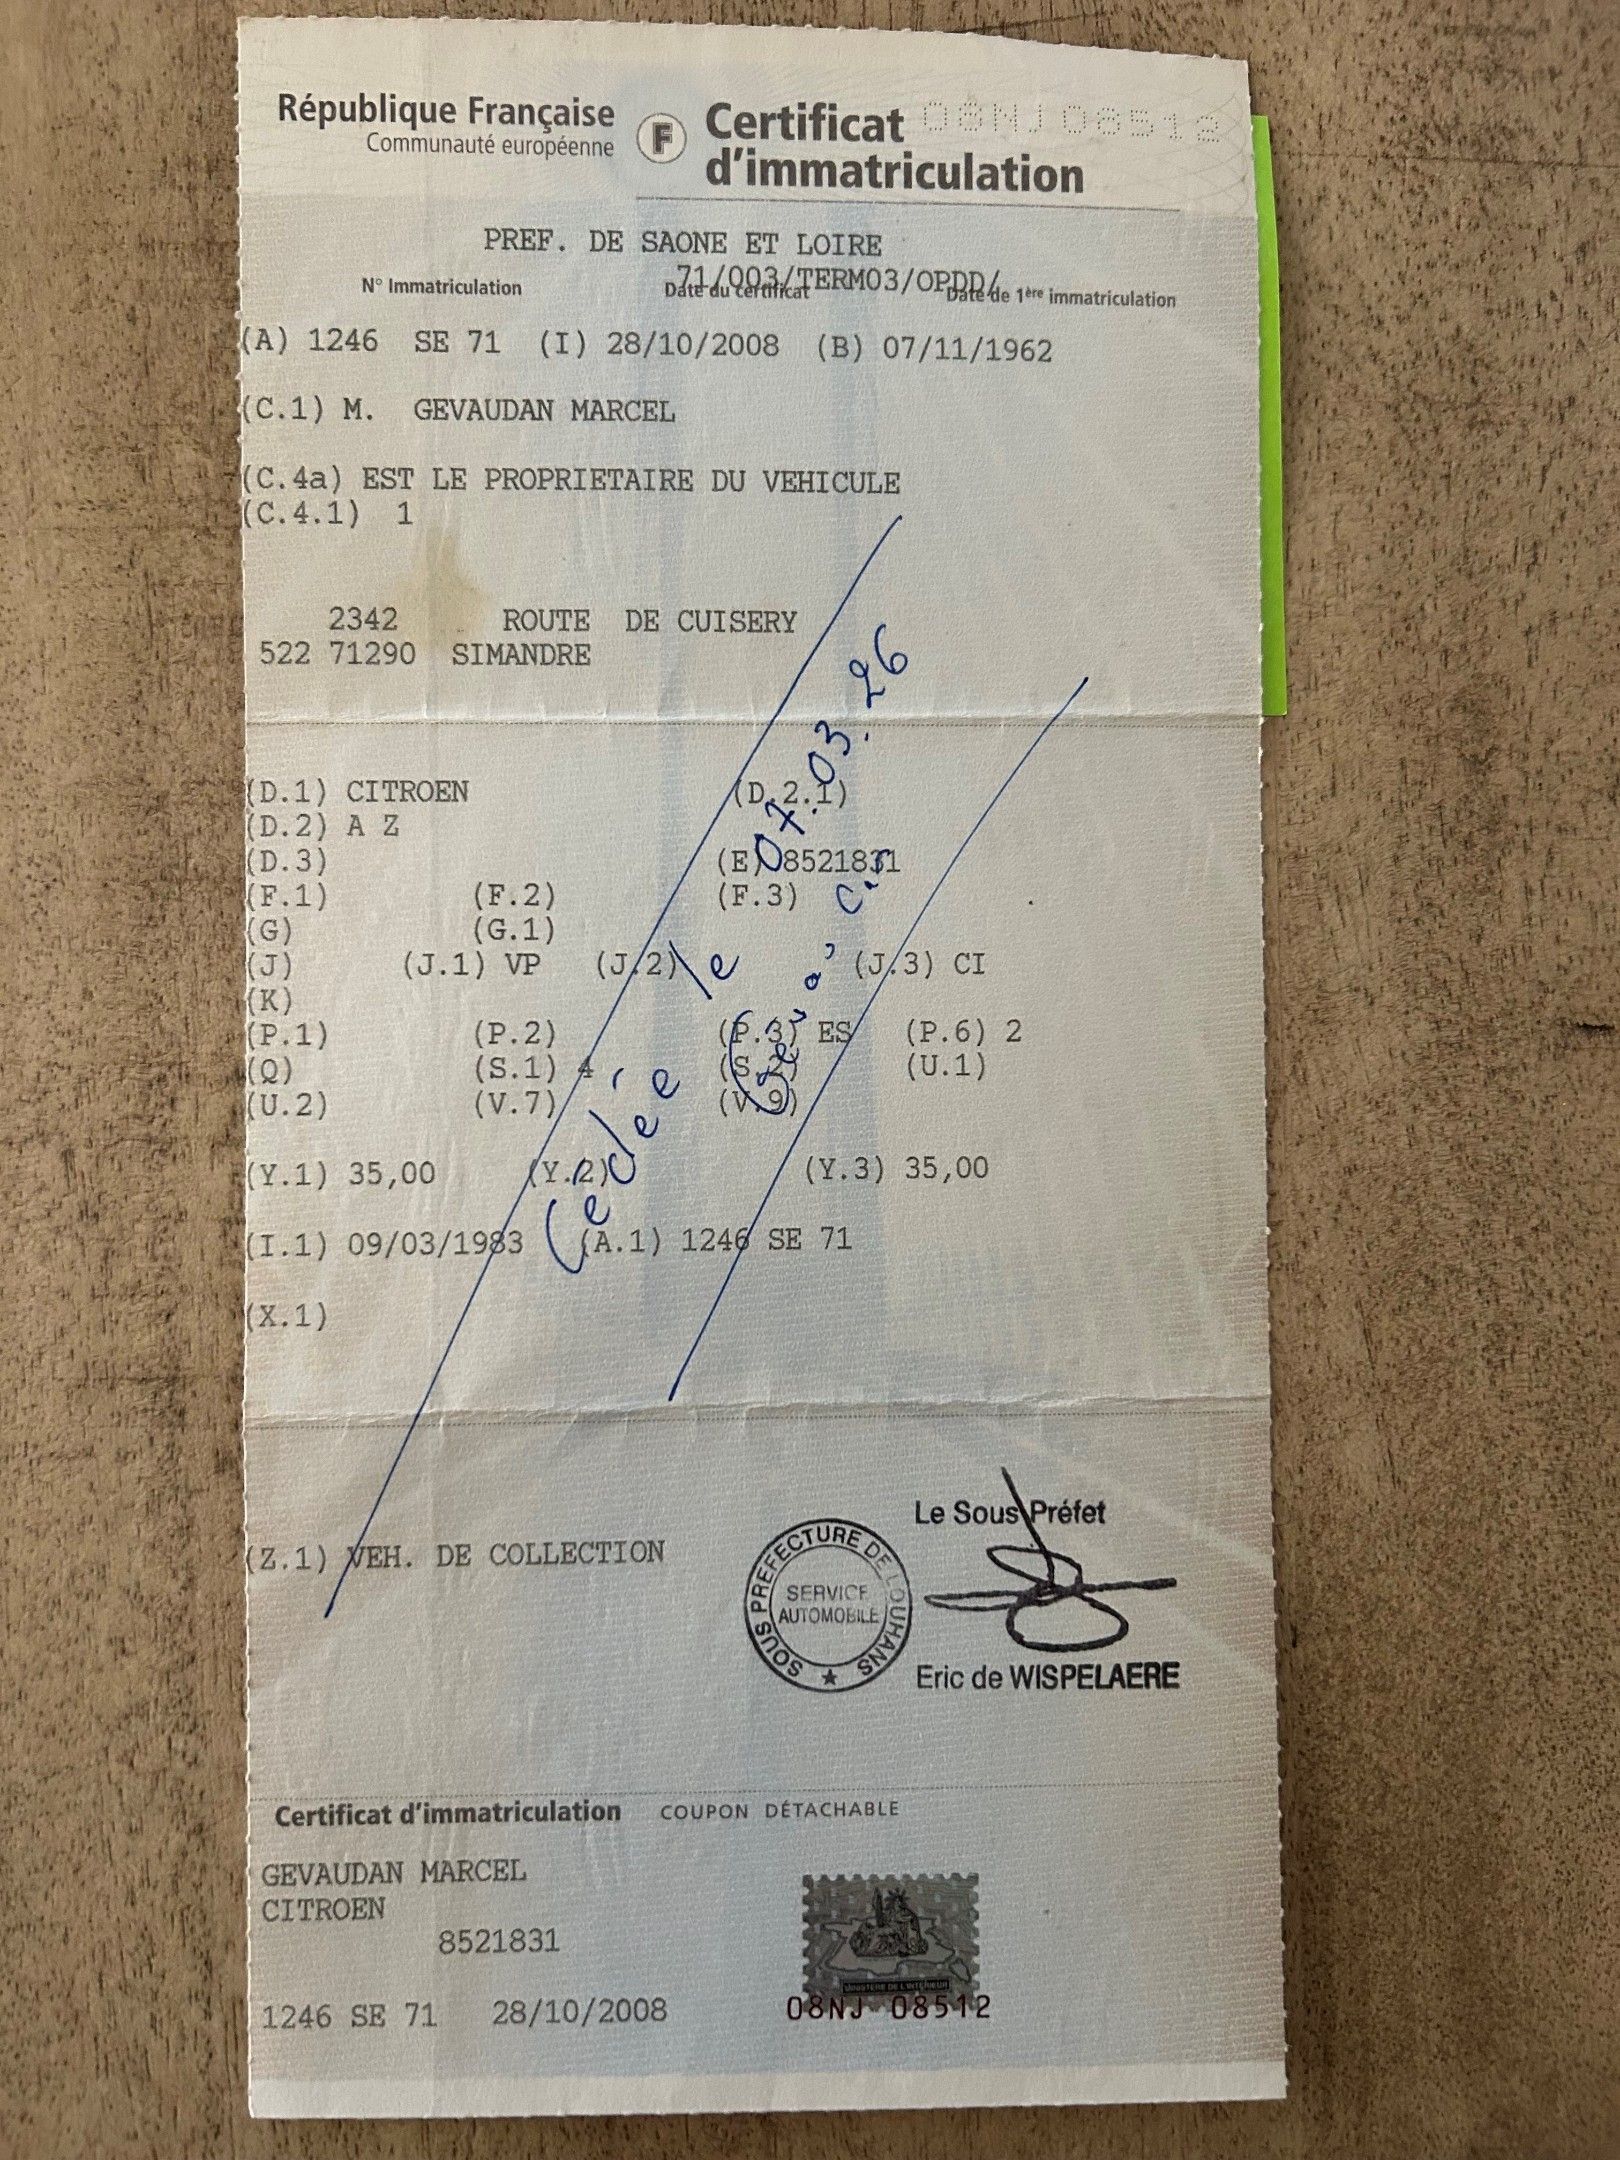 République Française
Communauté européenne
F
Certificat
d'immatriculation
08NJ08512
PREF. DE SAONE ET LOIRE
71/003/TERM03/OPDD/
N° Immatriculation Date du certificat Date de 1ère immatriculation
(A) 1246 SE 71 (I) 28/10/2008 (B) 07/11/1962
(C.1) M. GEVAUDAN MARCEL
(C.4a) EST LE PROPRIETAIRE DU VEHICULE
(C.4.1) 1
2342 ROUTE DE CUISERY
522 71290 SIMANDRE
(D.1) CITROEN (D.2.1)
(D.2) A Z
(D.3) (E) 8521831
(F.1) (F.2) (F.3)
(G) (G.1)
(J) (J.1) VP (J.2) (J.3) CI
(K)
(P.1) (P.2) (P.3) ES (P.6) 2
(Q) (S.1) 4 (S.2) (U.1)
(U.2) (V.7) (V.9)
(Y.1) 35,00 (Y.2) (Y.3) 35,00
(I.1) 09/03/1983 (A.1) 1246 SE 71
(X.1)
Cédée le 07.03.26
(Z.1) VEH. DE COLLECTION
SOUS PREFECTURE DE LOUHANS
SERVICE
AUTOMOBILE
Le Sous Préfet
Eric de WISPELAERE
Certificat d'immatriculation COUPON DÉTACHABLE
GEVAUDAN MARCEL
CITROEN
8521831
MINISTÈRE DE L'INTÉRIEUR
1246 SE 71 28/10/2008
08NJ 08512